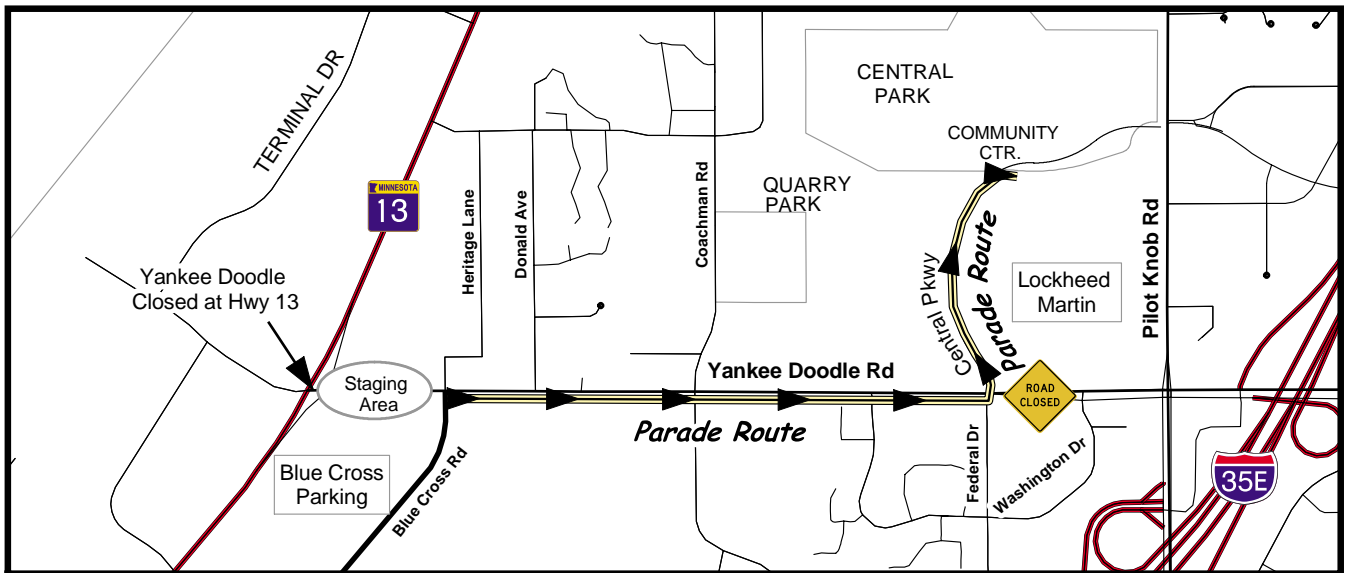 TERMINAL DR
MINNESOTA
13
Yankee Doodle
Closed at Hwy 13
Staging
Area
Blue Cross
Parking
Blue Cross Rd
Heritage Lane
Donald Ave
Coachman Rd
QUARRY
PARK
CENTRAL
PARK
COMMUNITY
CTR.
Central Pkwy
Parade Route
Lockheed
Martin
Pilot Knob Rd
Yankee Doodle Rd
Parade Route
ROAD
CLOSED
Federal Dr
Washington Dr
35E